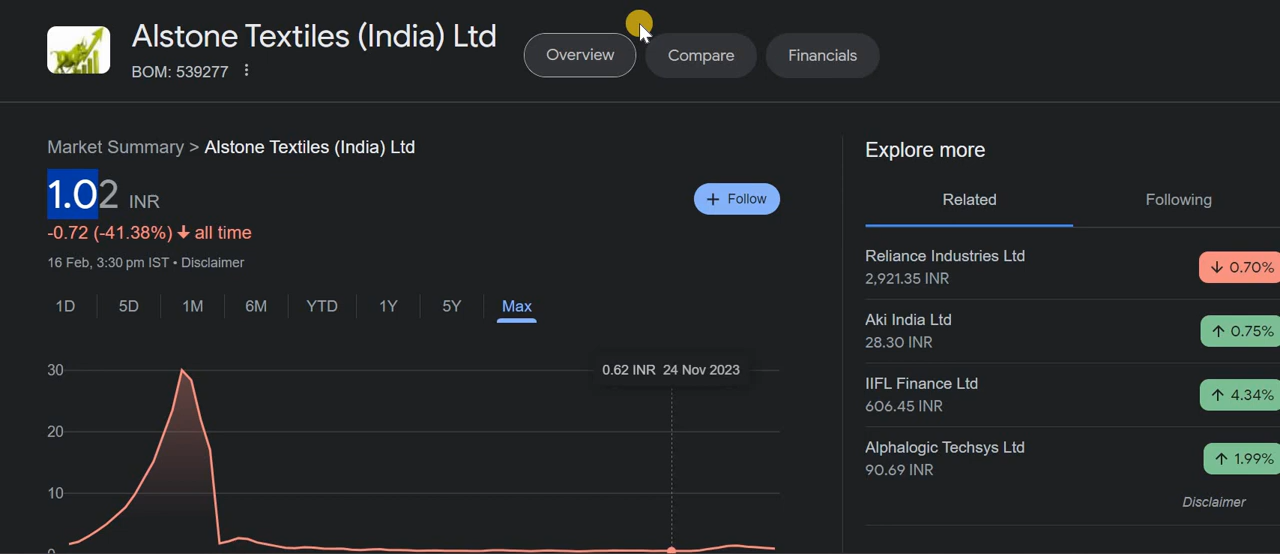 Alstone Textiles (India) Ltd
BOM: 539277
Overview
Compare
Financials
Market Summary > Alstone Textiles (India) Ltd
1.02 INR
+ Follow
-0.72 (-41.38%) ↓ all time
16 Feb, 3:30 pm IST • Disclaimer
1D
5D
1M
6M
YTD
1Y
5Y
Max
30
20
10
0
0.62 INR 24 Nov 2023
Explore more
Related
Following
Reliance Industries Ltd
2,921.35 INR
↓ 0.70%
Aki India Ltd
28.30 INR
↑ 0.75%
IIFL Finance Ltd
606.45 INR
↑ 4.34%
Alphalogic Techsys Ltd
90.69 INR
↑ 1.99%
Disclaimer